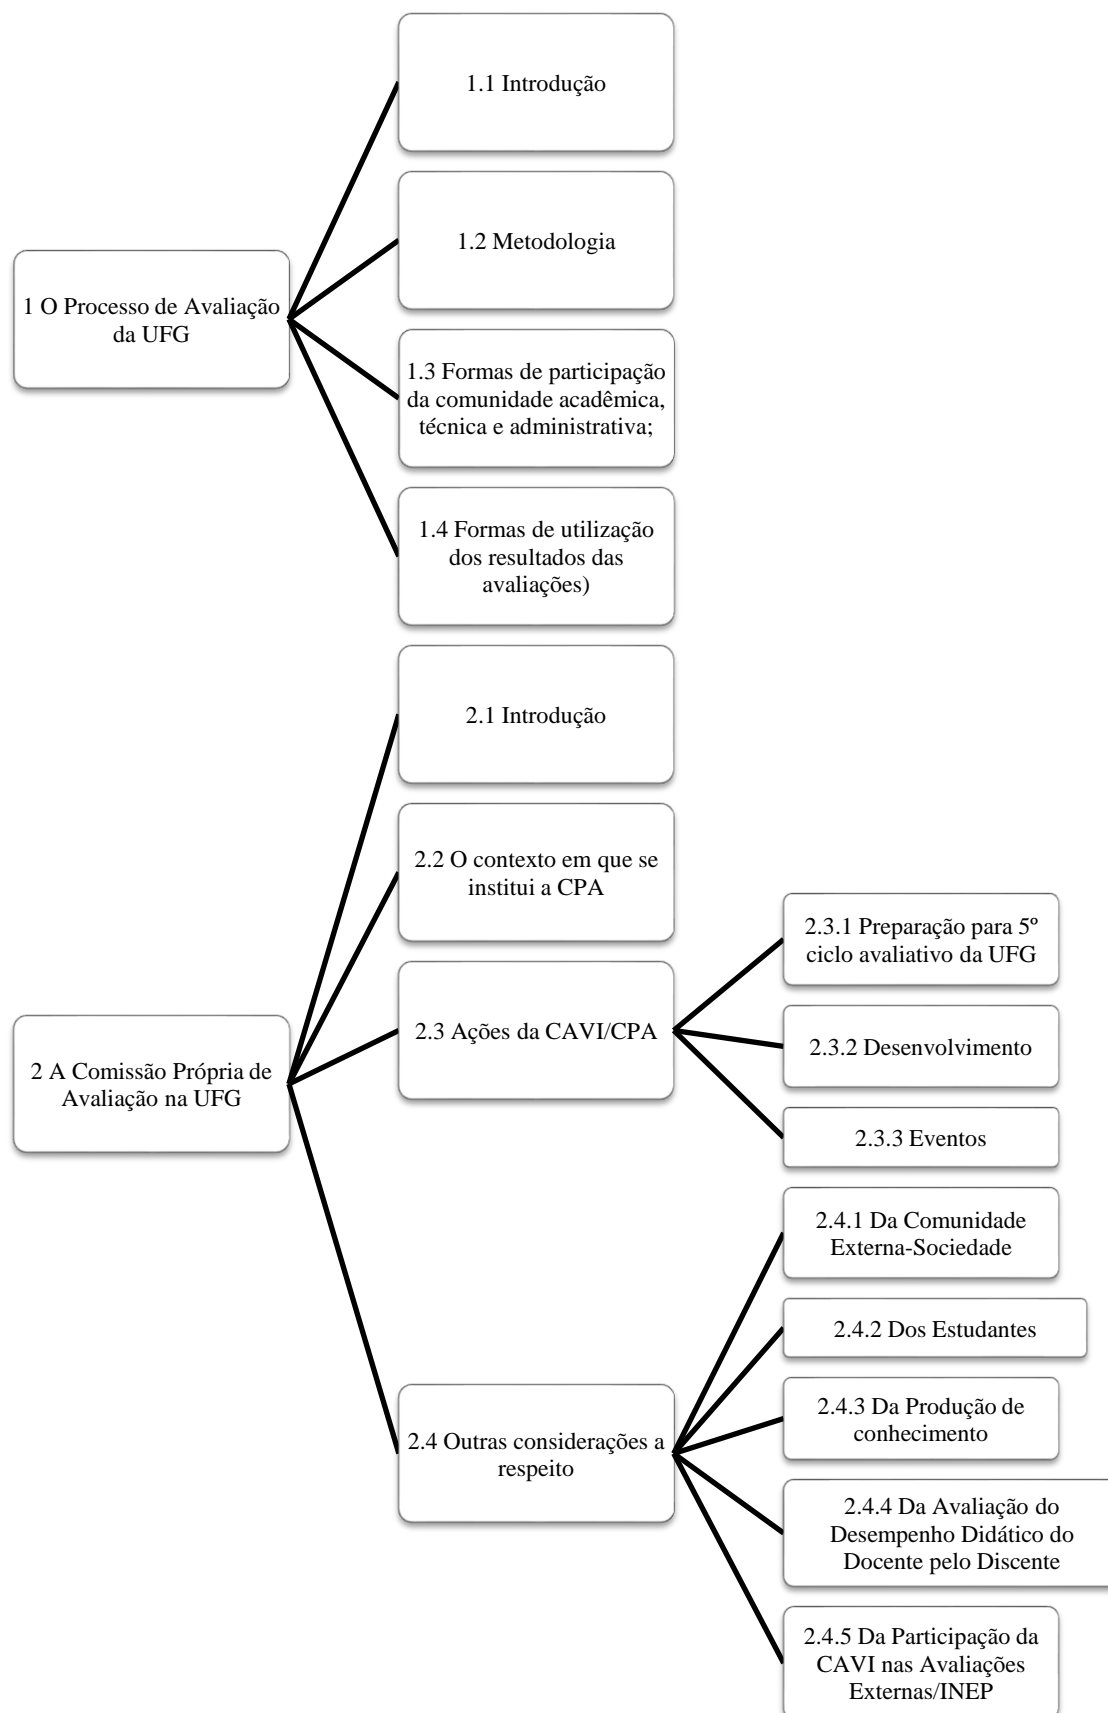 1 O Processo de Avaliação
da UFG
1.1 Introdução
1.2 Metodologia
1.3 Formas de participação
da comunidade acadêmica,
técnica e administrativa;
1.4 Formas de utilização
dos resultados das
avaliações)
2 A Comissão Própria de
Avaliação na UFG
2.1 Introdução
2.2 O contexto em que se
institui a CPA
2.3 Ações da CAVI/CPA
2.3.1 Preparação para 5º
ciclo avaliativo da UFG
2.3.2 Desenvolvimento
2.3.3 Eventos
2.4 Outras considerações a
respeito
2.4.1 Da Comunidade
Externa-Sociedade
2.4.2 Dos Estudantes
2.4.3 Da Produção de
conhecimento
2.4.4 Da Avaliação do
Desempenho Didático do
Docente pelo Discente
2.4.5 Da Participação da
CAVI nas Avaliações
Externas/INEP